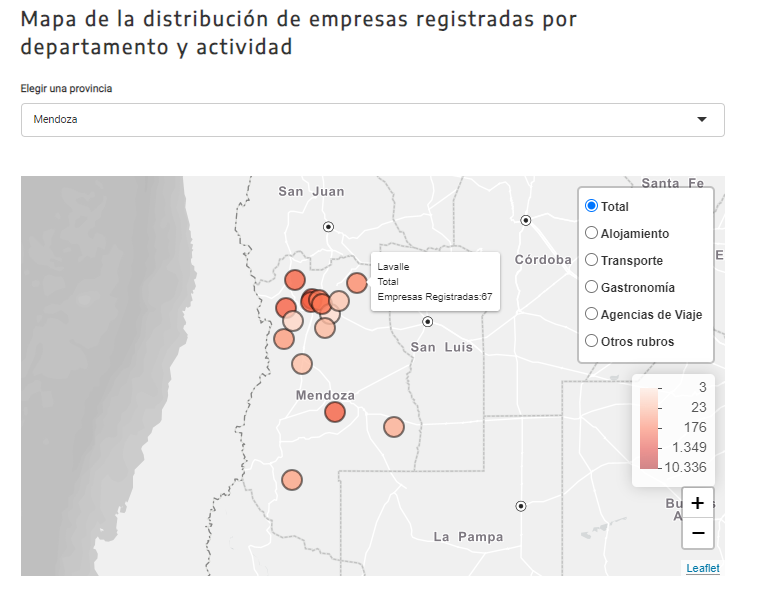 Mapa de la distribución de empresas registradas por
departamento y actividad
Elegir una provincia
Mendoza
San Juan
Santa Fe
Córdoba
E
Total
Alojamiento
Transporte
Gastronomía
Agencias de Viaje
Otros rubros
Lavalle
Total
Empresas Registradas:67
San Luis
Mendoza
3
23
176
1.349
10.336
+
−
La Pampa
Leaflet